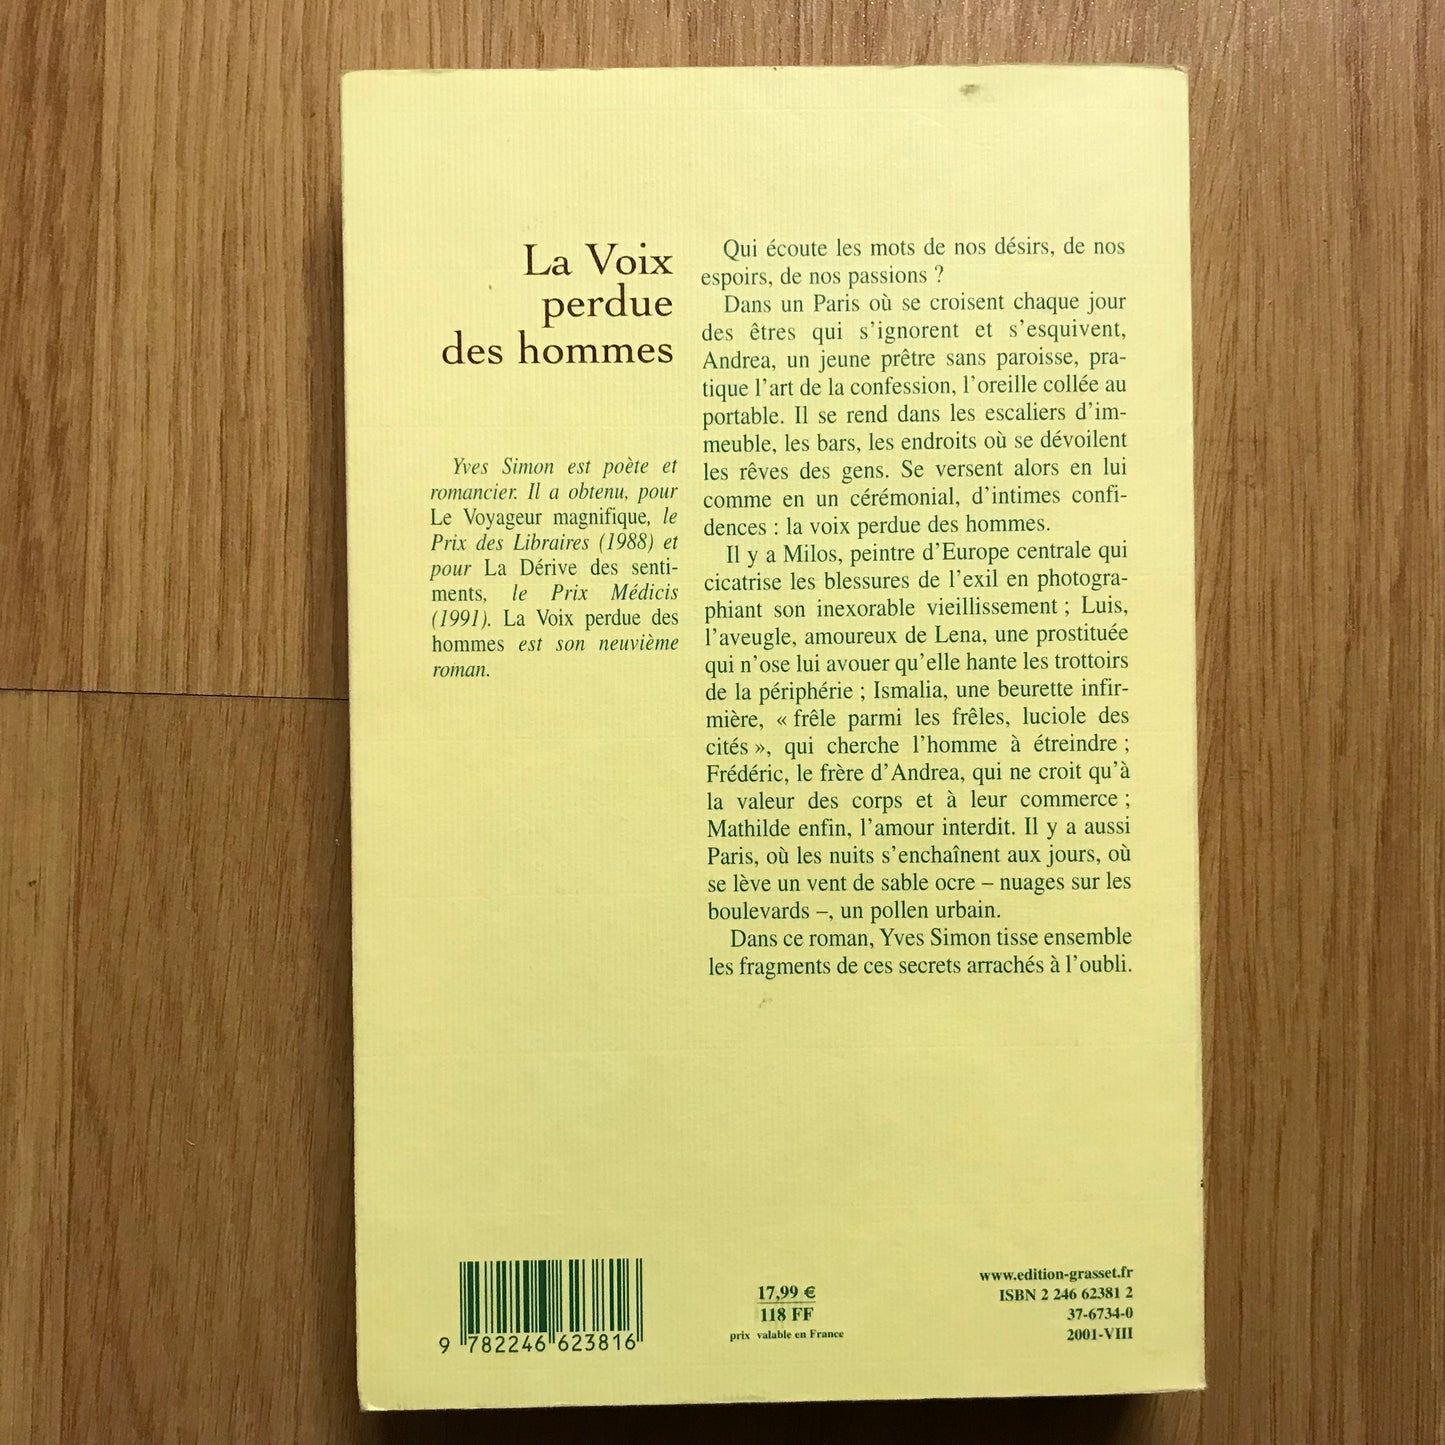 La Voix
perdue
des hommes
Yves Simon est poète et
romancier. Il a obtenu, pour
Le Voyageur magnifique, le
Prix des Libraires (1988) et
pour La Dérive des senti-
ments, le Prix Médicis
(1991). La Voix perdue des
hommes est son neuvième
roman.
Qui écoute les mots de nos désirs, de nos
espoirs, de nos passions ?
Dans un Paris où se croisent chaque jour
des êtres qui s'ignorent et s'esquivent,
Andrea, un jeune prêtre sans paroisse, pra-
tique l'art de la confession, l'oreille collée au
portable. Il se rend dans les escaliers d'im-
meuble, les bars, les endroits où se dévoilent
les rêves des gens. Se versent alors en lui
comme en un cérémonial, d'intimes confi-
dences : la voix perdue des hommes.
Il y a Milos, peintre d'Europe centrale qui
cicatrise les blessures de l'exil en photogra-
phiant son inexorable vieillissement ; Luis,
l'aveugle, amoureux de Lena, une prostituée
qui n'ose lui avouer qu'elle hante les trottoirs
de la périphérie ; Ismalia, une beurette infir-
mière, « frêle parmi les frêles, luciole des
cités », qui cherche l'homme à étreindre ;
Frédéric, le frère d'Andrea, qui ne croit qu'à
la valeur des corps et à leur commerce ;
Mathilde enfin, l'amour interdit. Il y a aussi
Paris, où les nuits s'enchaînent aux jours, où
se lève un vent de sable ocre – nuages sur les
boulevards –, un pollen urbain.
Dans ce roman, Yves Simon tisse ensemble
les fragments de ces secrets arrachés à l'oubli.
9 782246 623816
17,99 €
118 FF
prix valable en France
www.edition-grasset.fr
ISBN 2 246 62381 2
37-6734-0
2001-VIII